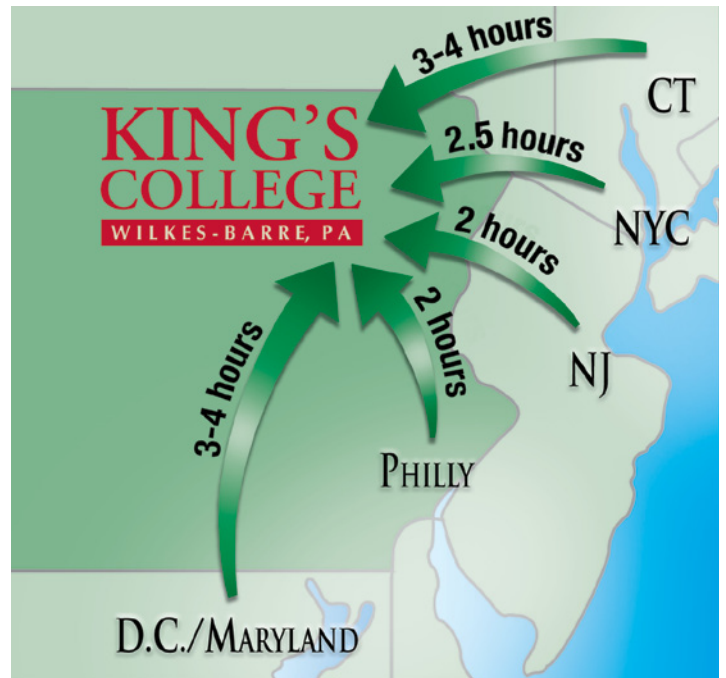 3-4 hours
CT
KING'S
COLLEGE
WILKES-BARRE, PA
2.5 hours
NYC
2 hours
NJ
3-4 hours
2 hours
PHILLY
D.C./MARYLAND